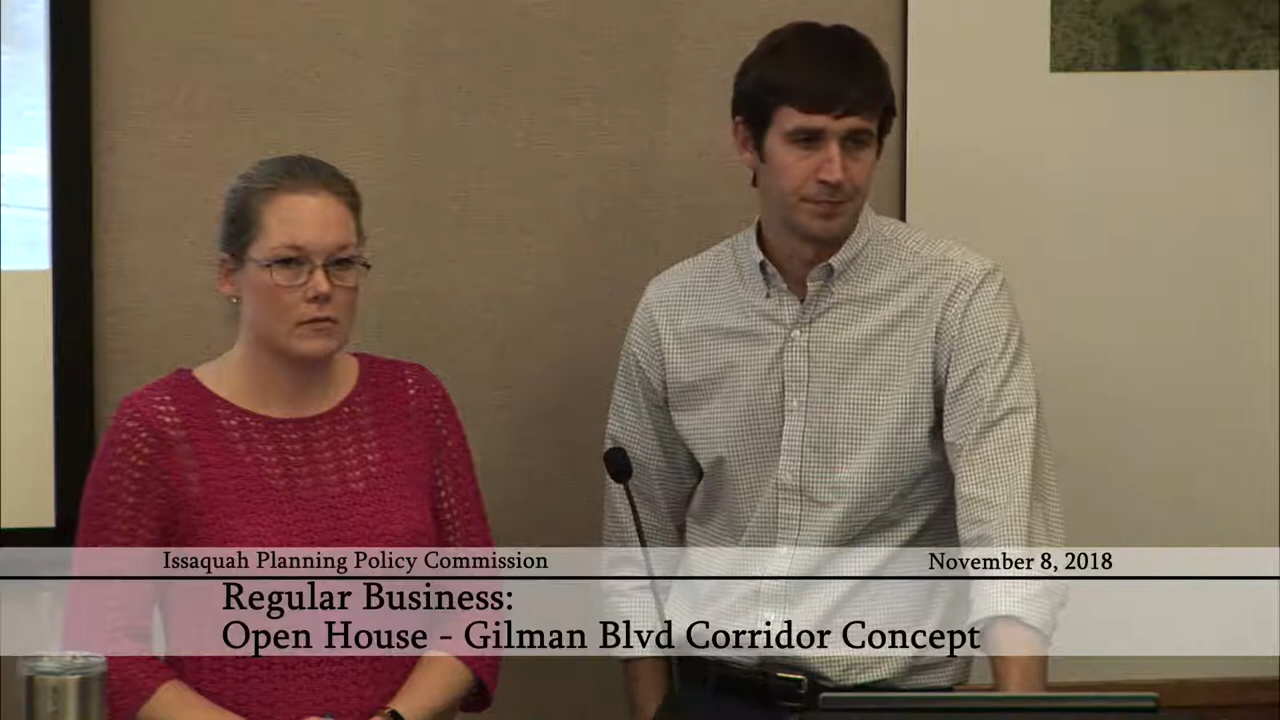 Issaquah Planning Policy Commission
November 8, 2018
Regular Business:
Open House - Gilman Blvd Corridor Concept